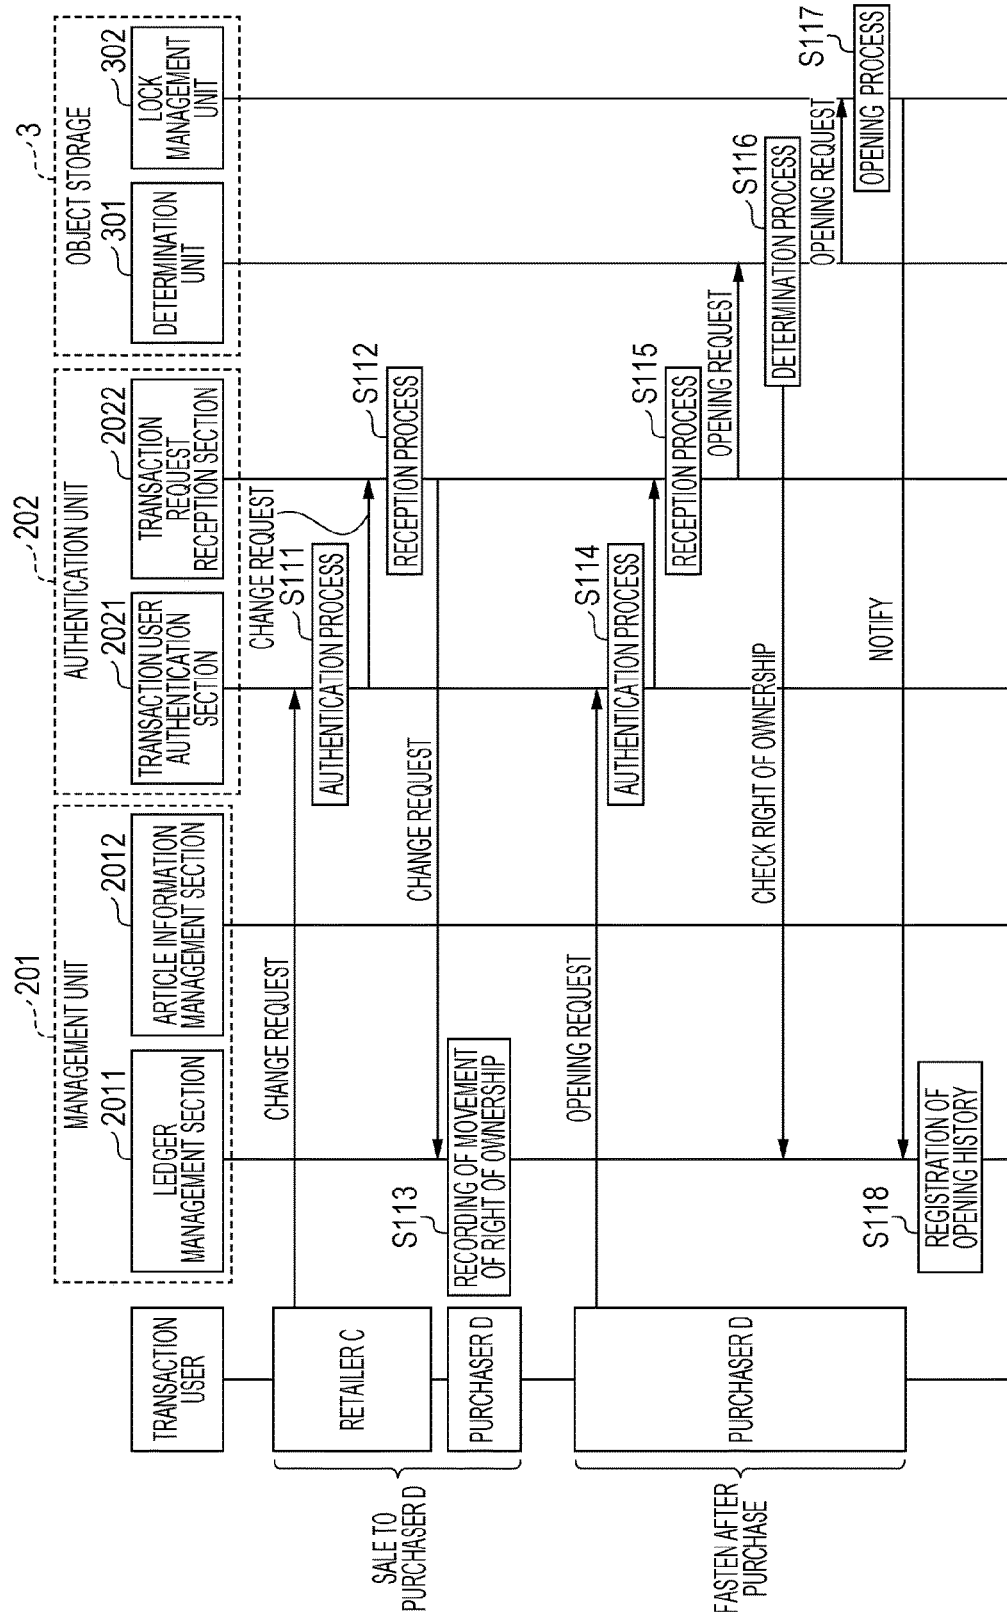 201
MANAGEMENT UNIT
202
AUTHENTICATION UNIT
3
OBJECT STORAGE
TRANSACTION
USER
2011
LEDGER
MANAGEMENT SECTION
2012
ARTICLE INFORMATION
MANAGEMENT SECTION
2021
TRANSACTION USER
AUTHENTICATION
SECTION
2022
TRANSACTION
REQUEST
RECEPTION SECTION
301
DETERMINATION
UNIT
302
LOCK
MANAGEMENT
UNIT
SALE TO
PURCHASER D
RETAILER C
CHANGE REQUEST
S111
AUTHENTICATION PROCESS
CHANGE REQUEST
S112
RECEPTION PROCESS
CHANGE REQUEST
PURCHASER D
S113
RECORDING OF MOVEMENT
OF RIGHT OF OWNERSHIP
FASTEN AFTER
PURCHASE
PURCHASER D
OPENING REQUEST
S114
AUTHENTICATION PROCESS
S115
RECEPTION PROCESS
OPENING REQUEST
S116
DETERMINATION PROCESS
CHECK RIGHT OF OWNERSHIP
OPENING REQUEST
S117
OPENING PROCESS
NOTIFY
S118
REGISTRATION OF
OPENING HISTORY